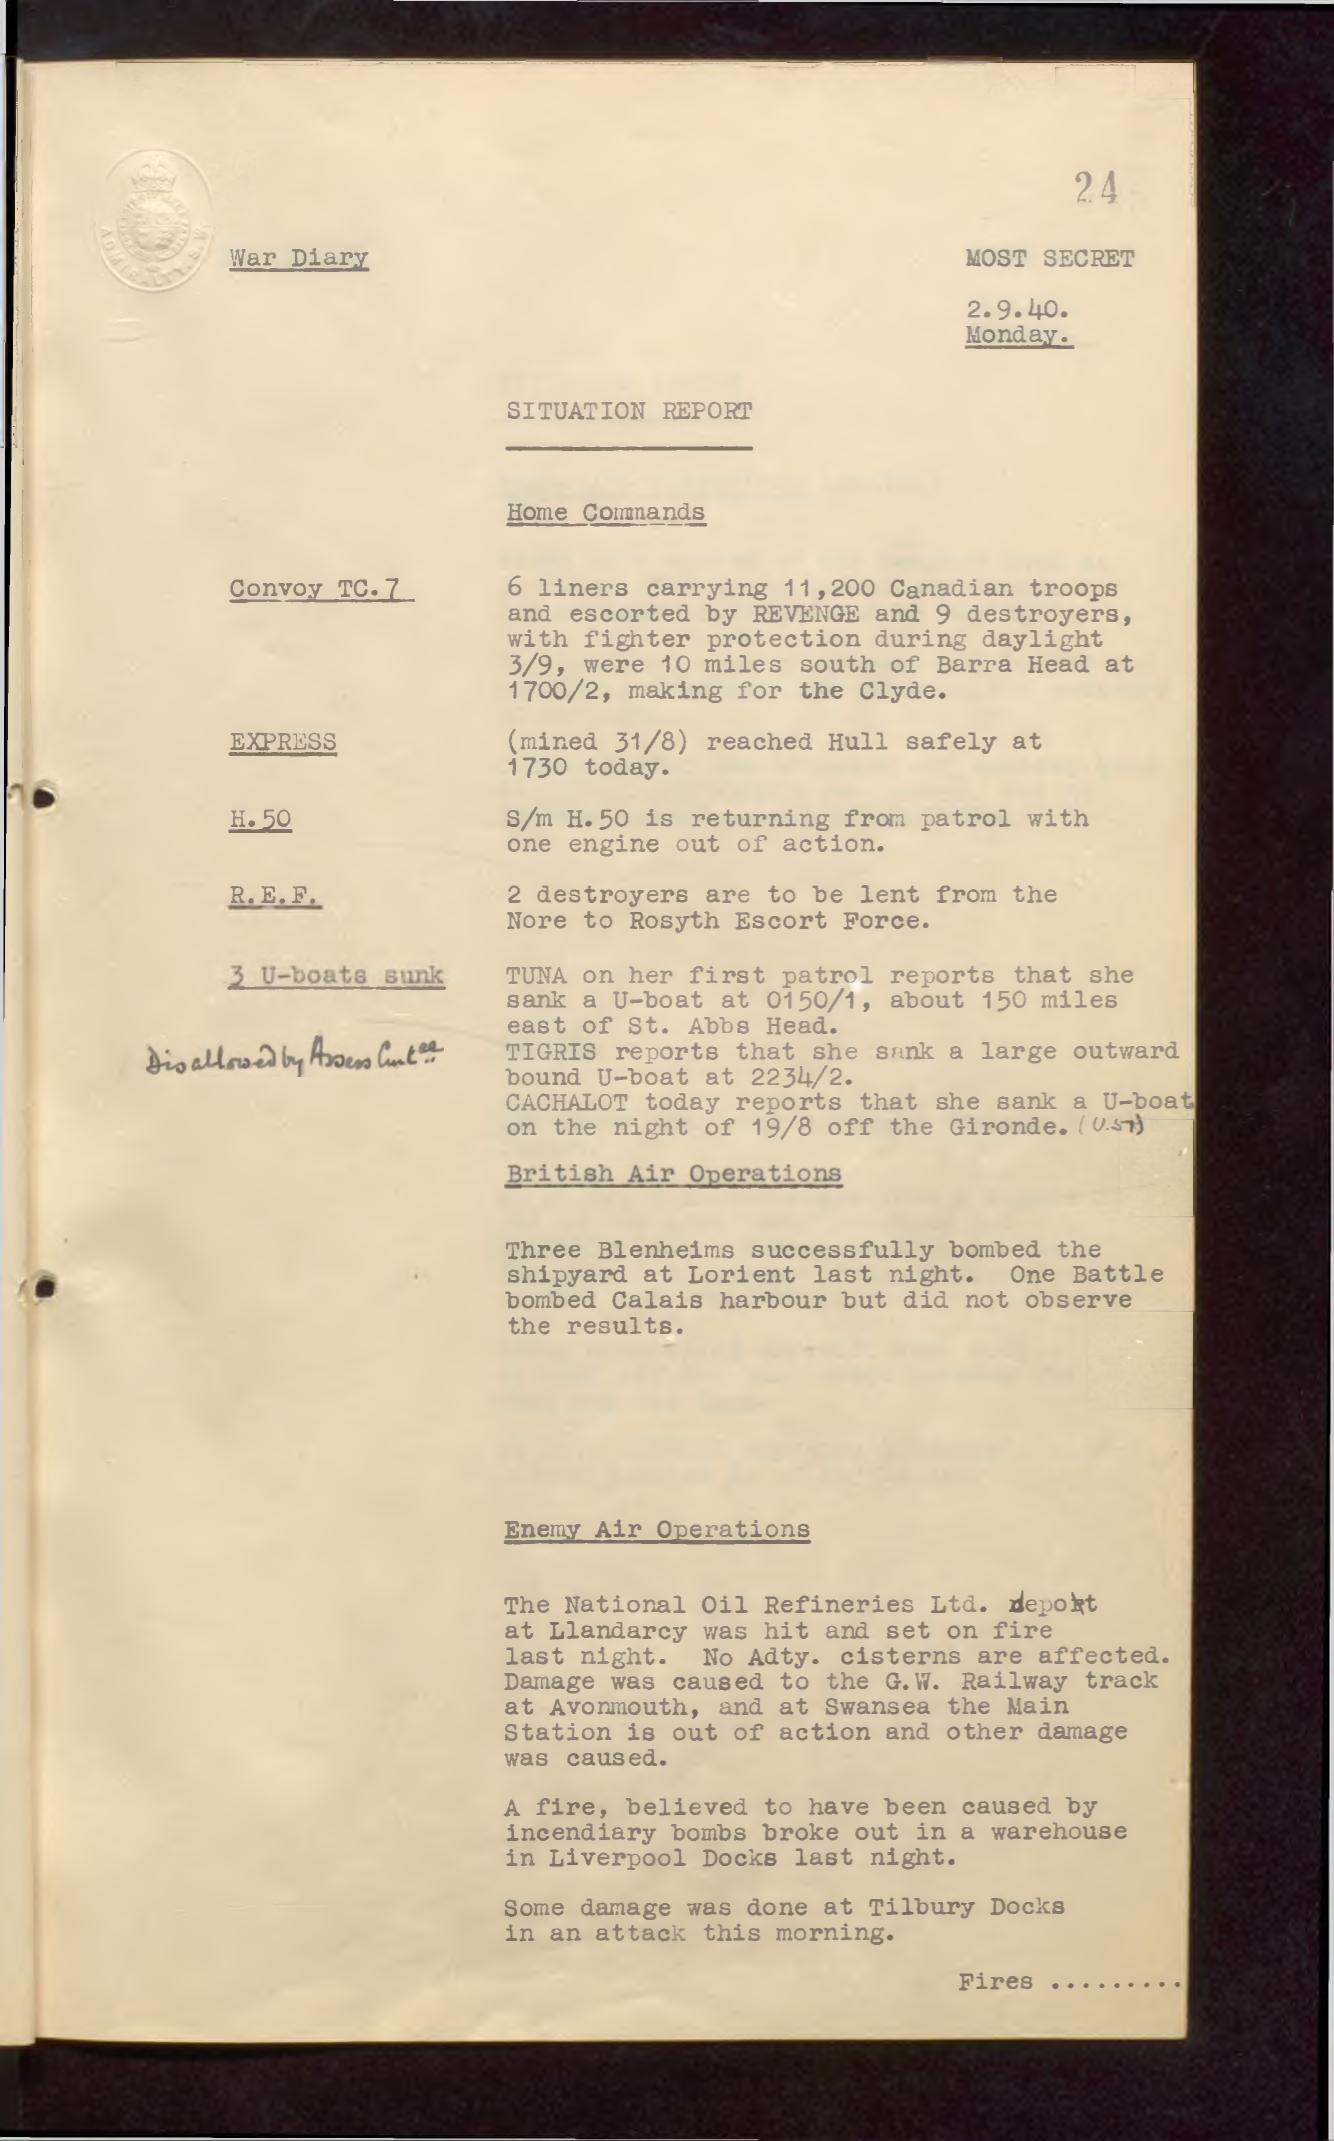 24
ADMIRALTY. S.W.
War Diary
MOST SECRET
2.9.40.
Monday.
SITUATION REPORT
Home Commands
Convoy TC.7
6 liners carrying 11,200 Canadian troops
and escorted by REVENGE and 9 destroyers,
with fighter protection during daylight
3/9, were 10 miles south of Barra Head at
1700/2, making for the Clyde.
EXPRESS
(mined 31/8) reached Hull safely at
1730 today.
H.50
S/m H.50 is returning from patrol with
one engine out of action.
R.E.F.
2 destroyers are to be lent from the
Nore to Rosyth Escort Force.
3 U-boats sunk
Disallowed by Assess Cmtee
TUNA on her first patrol reports that she
sank a U-boat at 0150/1, about 150 miles
east of St. Abbs Head.
TIGRIS reports that she sank a large outward
bound U-boat at 2234/2.
CACHALOT today reports that she sank a U-boat
on the night of 19/8 off the Gironde. (U.51)
British Air Operations
Three Blenheims successfully bombed the
shipyard at Lorient last night. One Battle
bombed Calais harbour but did not observe
the results.
Enemy Air Operations
The National Oil Refineries Ltd. depot
at Llandarcy was hit and set on fire
last night. No Adty. cisterns are affected.
Damage was caused to the G.W. Railway track
at Avonmouth, and at Swansea the Main
Station is out of action and other damage
was caused.
A fire, believed to have been caused by
incendiary bombs broke out in a warehouse
in Liverpool Docks last night.
Some damage was done at Tilbury Docks
in an attack this morning.
Fires .........